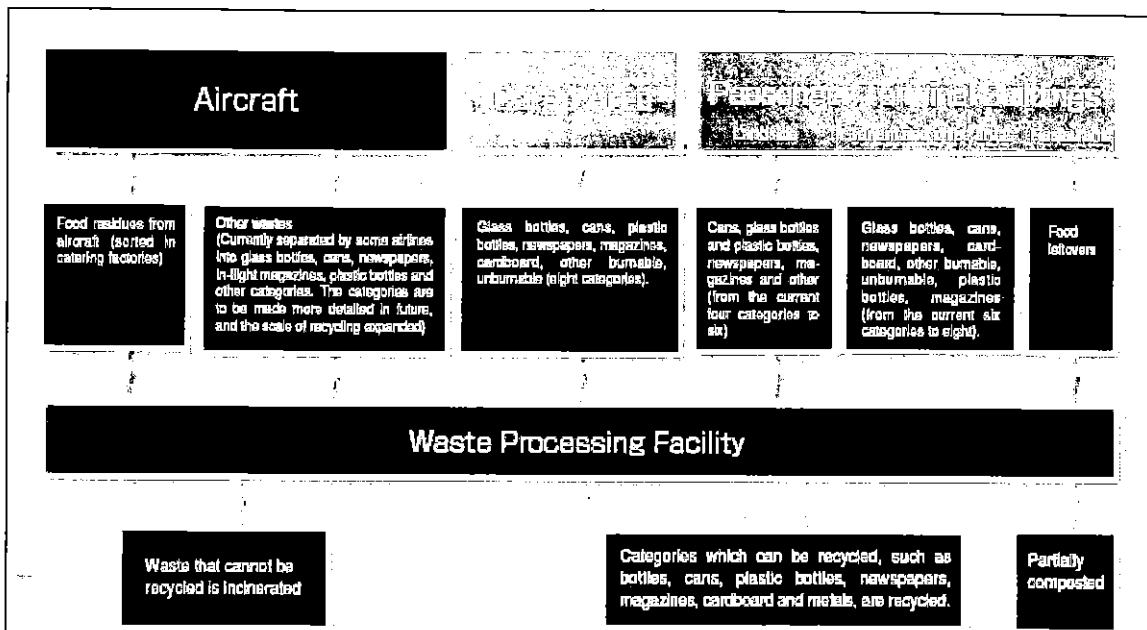 Aircraft
Cargo Area
Passenger Terminal Buildings
Food residues from
aircraft (sorted in
catering factories)
Other wastes
(Currently separated by some airlines
into glass bottles, cans, newspapers,
in-flight magazines, plastic bottles and
other categories. The categories are
to be made more detailed in future,
and the scale of recycling expanded)
Glass bottles, cans, plastic
bottles, newspapers, magazines,
cardboard, other burnable,
unburnable (eight categories).
Cans, glass bottles
and plastic bottles,
newspapers, ma-
gazines and other
(from the current
four categories to
six)
Glass bottles, cans,
newspapers, card-
board, other burnable,
unburnable, plastic
bottles, magazines
(from the current six
categories to eight).
Food
leftovers
Waste Processing Facility
Waste that cannot be
recycled is incinerated
Categories which can be recycled, such as
bottles, cans, plastic bottles, newspapers,
magazines, cardboard and metals, are recycled.
Partially
composted